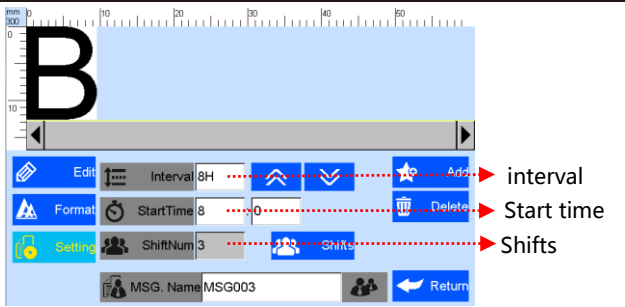 mm 0 10 20 30 40 50
300
0
B
10
Edit Interval 8H Add interval
Format StartTime 8 : 0 Delete Start time
Setting ShiftNum 3 Shifts Shifts
MSG. Name MSG003 Return